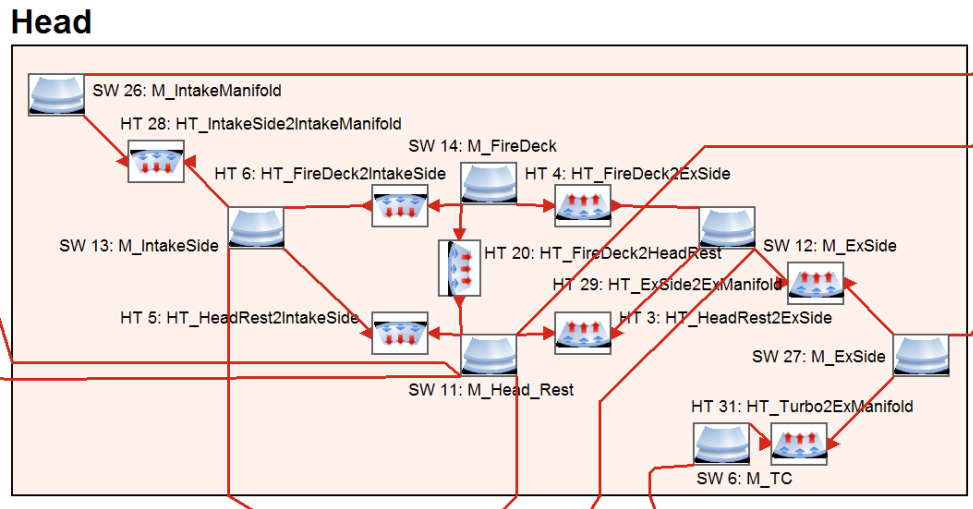 Head
SW 26: M_IntakeManifold
HT 28: HT_IntakeSide2IntakeManifold
SW 14: M_FireDeck
HT 6: HT_FireDeck2IntakeSide
HT 4: HT_FireDeck2ExSide
SW 13: M_IntakeSide
SW 12: M_ExSide
HT 20: HT_FireDeck2HeadRest
HT 29: HT_ExSide2ExManifold
HT 5: HT_HeadRest2IntakeSide
HT 3: HT_HeadRest2ExSide
SW 27: M_ExSide
SW 11: M_Head_Rest
HT 31: HT_Turbo2ExManifold
SW 6: M_TC